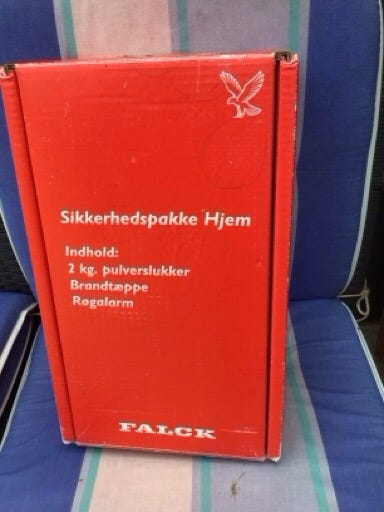 Sikkerhedspakke Hjem
Indhold:
2 kg. pulverslukker
Brandtæppe
Røgalarm
FALCK